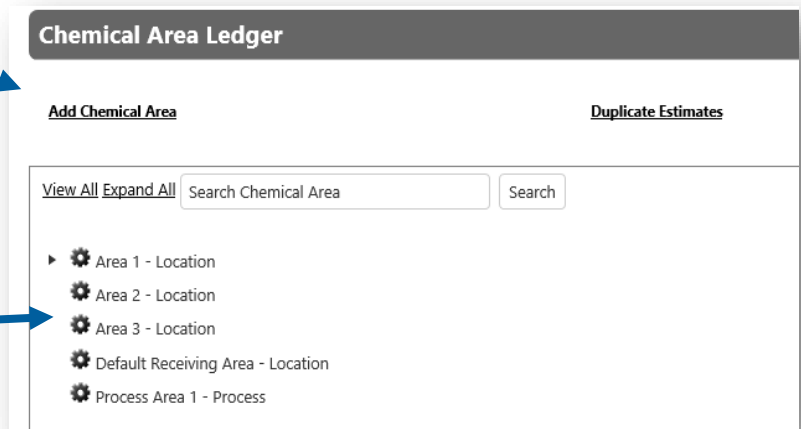 Chemical Area Ledger
Add Chemical Area Duplicate Estimates
View All Expand All Search Chemical Area Search
Area 1 - Location
Area 2 - Location
Area 3 - Location
Default Receiving Area - Location
Process Area 1 - Process